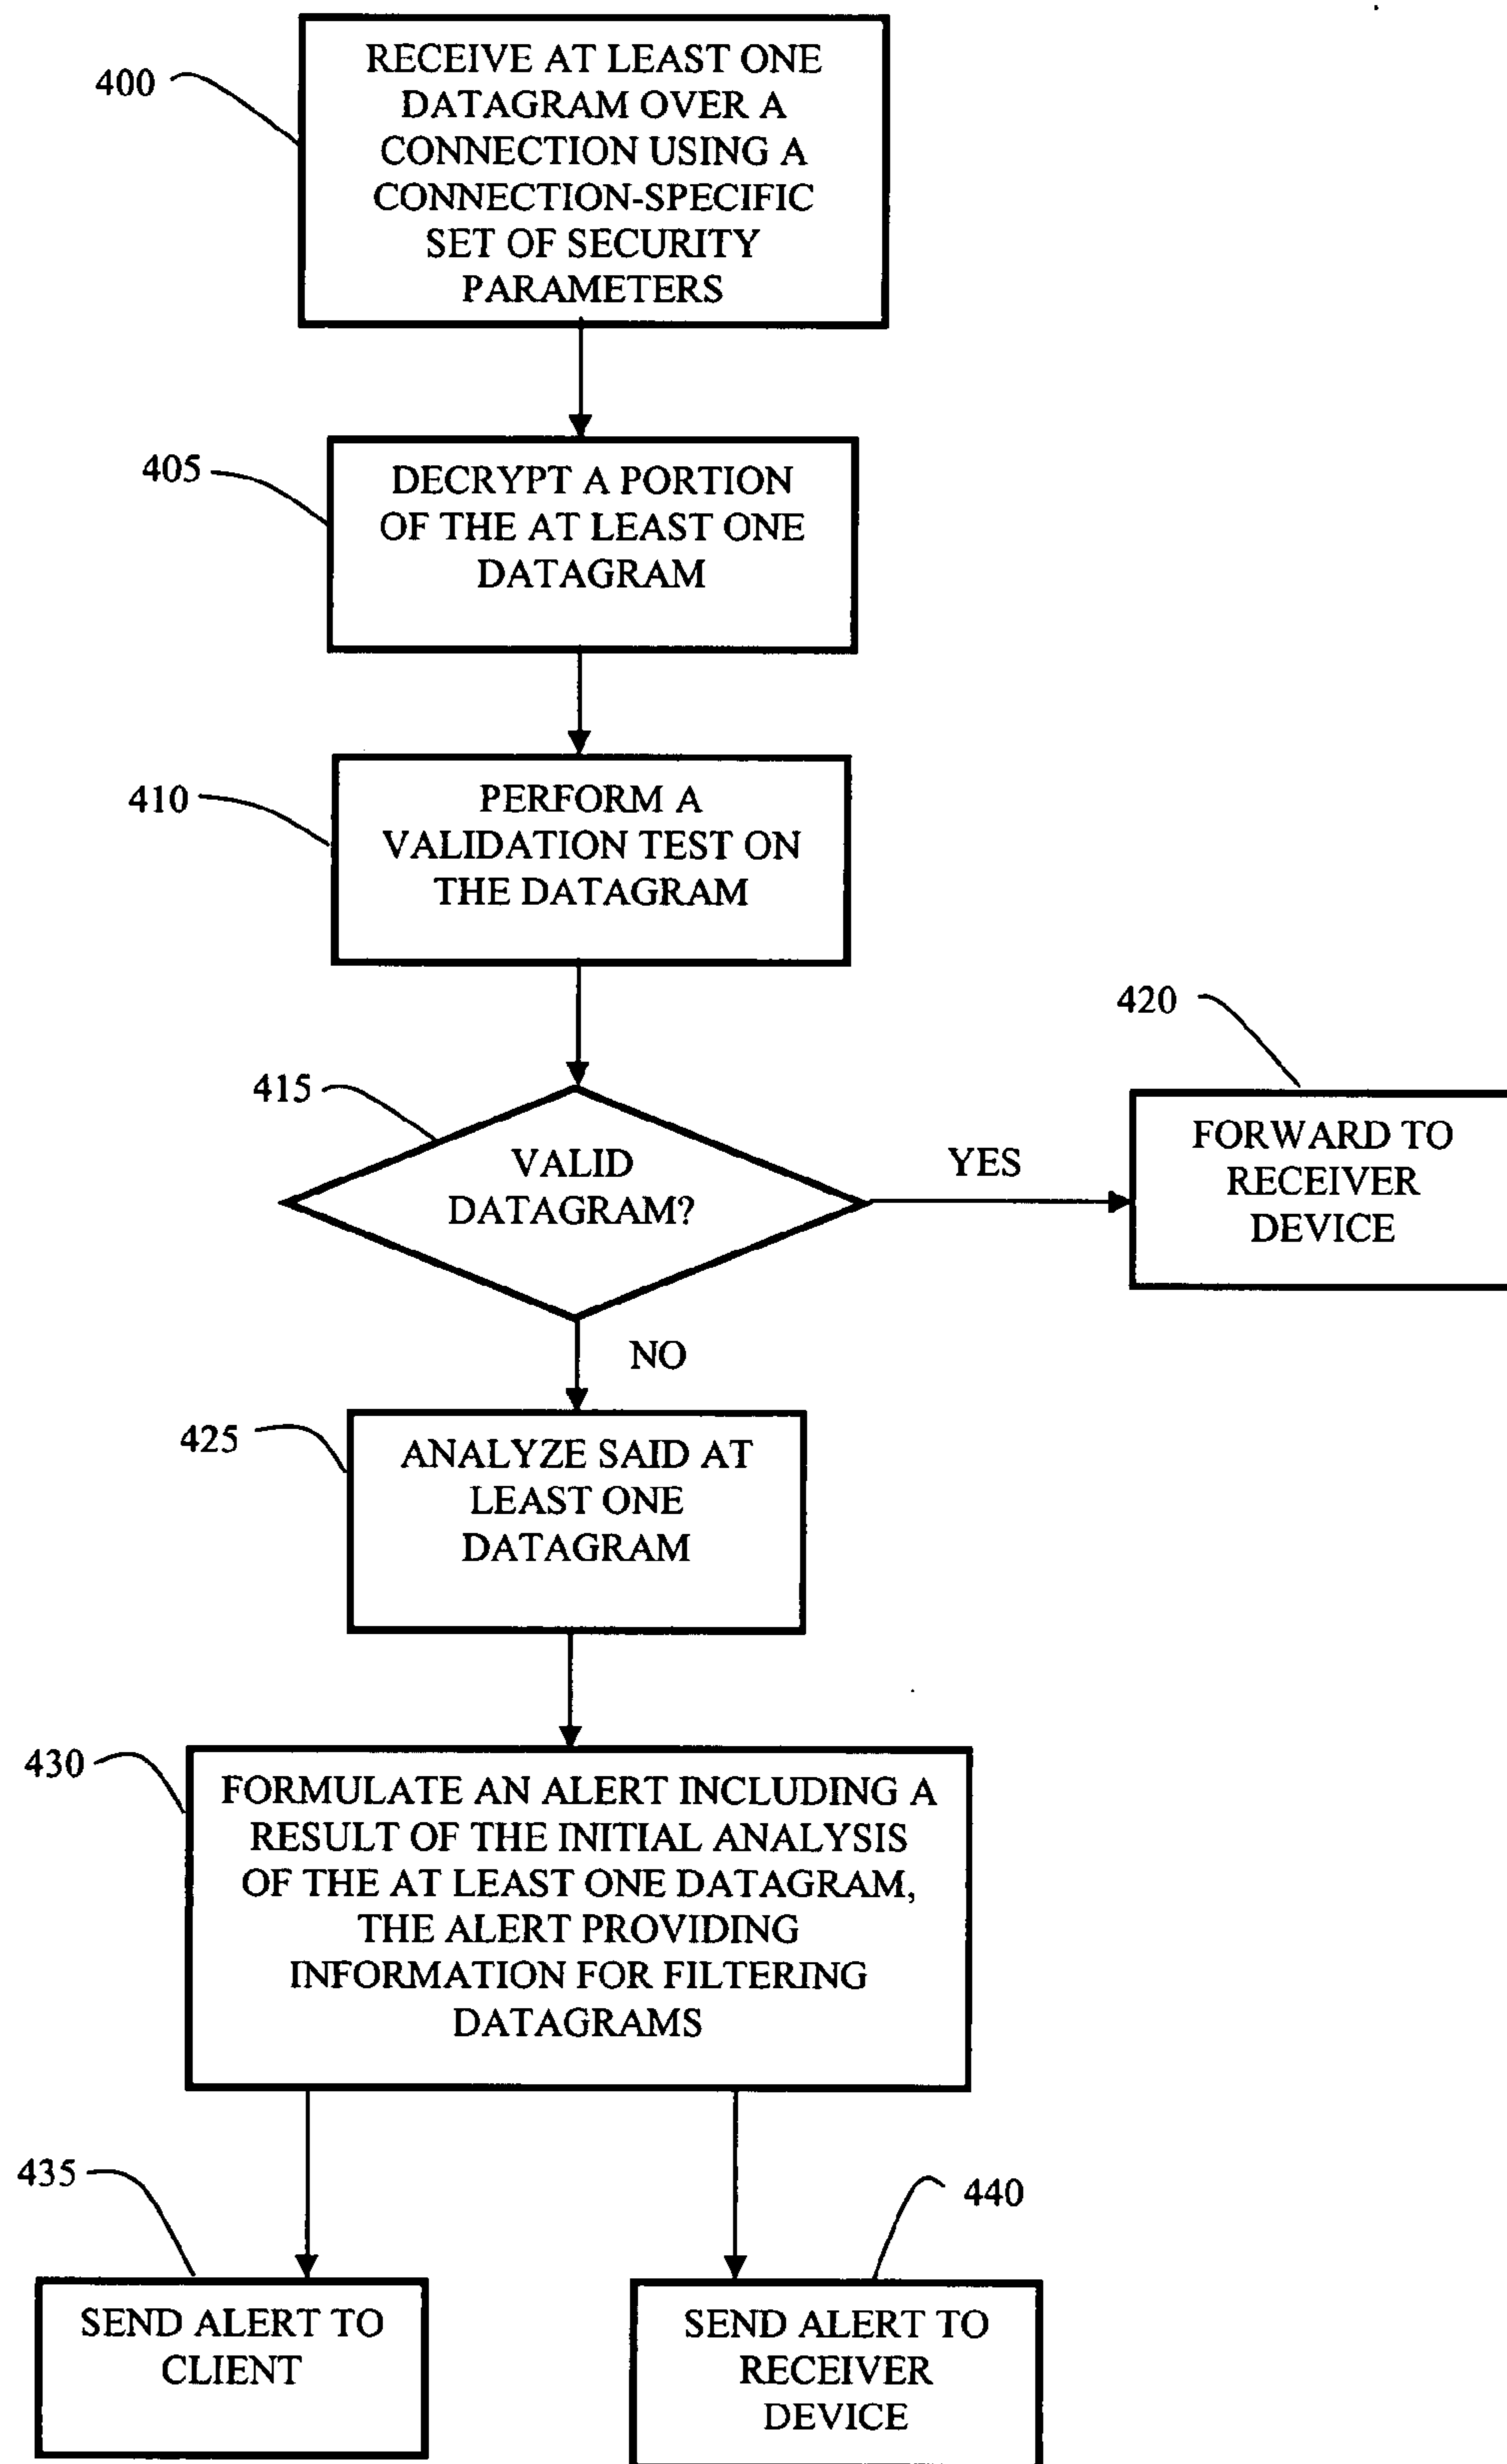 400
RECEIVE AT LEAST ONE
DATAGRAM OVER A
CONNECTION USING A
CONNECTION-SPECIFIC
SET OF SECURITY
PARAMETERS
405
DECRYPT A PORTION
OF THE AT LEAST ONE
DATAGRAM
410
PERFORM A
VALIDATION TEST ON
THE DATAGRAM
415
VALID
DATAGRAM?
YES
420
FORWARD TO
RECEIVER
DEVICE
NO
425
ANALYZE SAID AT
LEAST ONE
DATAGRAM
430
FORMULATE AN ALERT INCLUDING A
RESULT OF THE INITIAL ANALYSIS
OF THE AT LEAST ONE DATAGRAM,
THE ALERT PROVIDING
INFORMATION FOR FILTERING
DATAGRAMS
435
SEND ALERT TO
CLIENT
440
SEND ALERT TO
RECEIVER
DEVICE